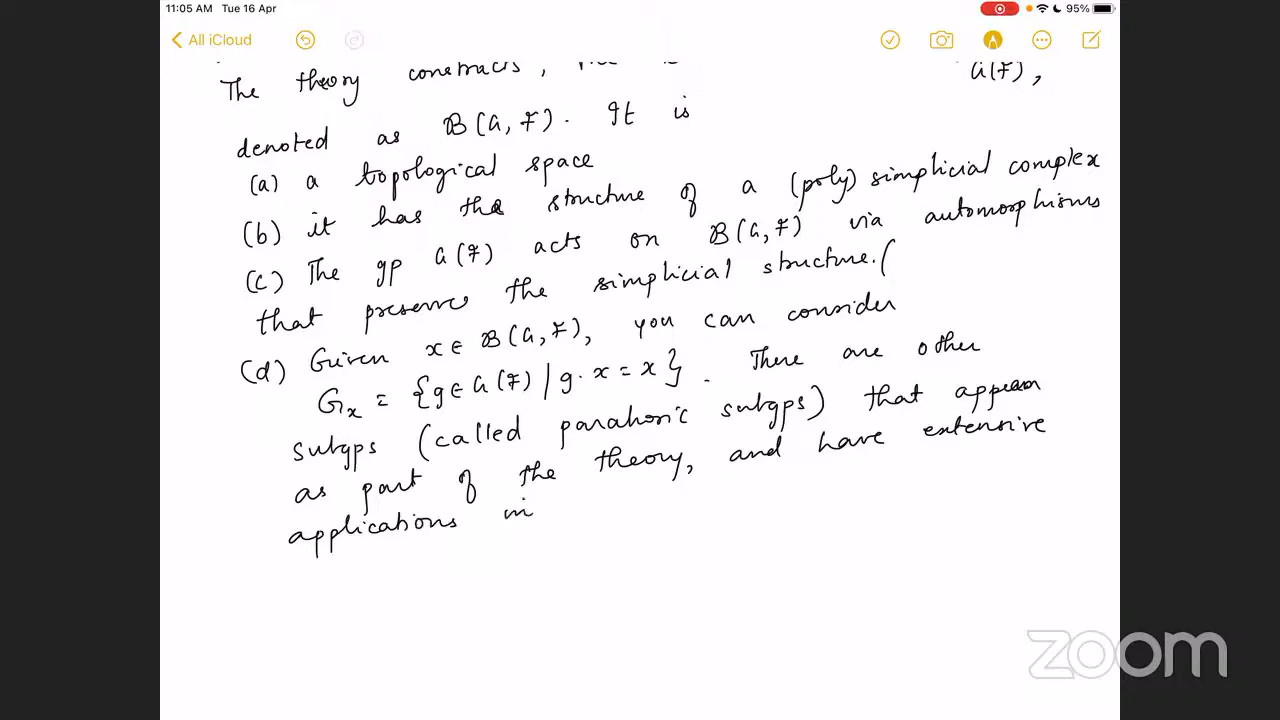 11:05 AM Tue 16 Apr
95%
All iCloud
The theory constructs, G(F),
denoted as B(G, F). It is
(a) a topological space
(b) it has the structure of a (poly) simplicial complex
(c) The gp G(F) acts on B(G, F) via automorphisms
that preserve the simplicial structure. (
(d) Given x ∈ B(G, F), you can consider
G_x = {g ∈ G(F) | g · x = x}. There are other
subgps (called parahoric subgps) that appear
as part of the theory, and have extensive
applications in
zoom